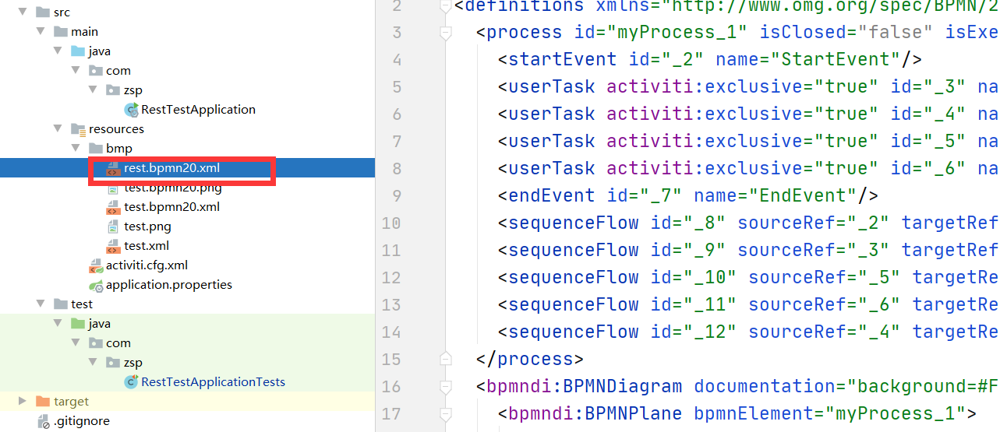 src
main
java
com
zsp
RestTestApplication
resources
bmp
rest.bpmn20.xml
test.bpmn20.png
test.bpmn20.xml
test.png
test.xml
activiti.cfg.xml
application.properties
test
java
com
zsp
RestTestApplicationTests
target
.gitignore
2 <definitions xmlns="http://www.omg.org/spec/BPMN/2
3 <process id="myProcess_1" isClosed="false" isExe
4 <startEvent id="_2" name="StartEvent"/>
5 <userTask activiti:exclusive="true" id="_3" na
6 <userTask activiti:exclusive="true" id="_4" na
7 <userTask activiti:exclusive="true" id="_5" na
8 <userTask activiti:exclusive="true" id="_6" na
9 <endEvent id="_7" name="EndEvent"/>
10 <sequenceFlow id="_8" sourceRef="_2" targetRef
11 <sequenceFlow id="_9" sourceRef="_3" targetRef
12 <sequenceFlow id="_10" sourceRef="_5" targetRe
13 <sequenceFlow id="_11" sourceRef="_6" targetRe
14 <sequenceFlow id="_12" sourceRef="_4" targetRe
15 </process>
16 <bpmndi:BPMNDiagram documentation="background=#F
17 <bpmndi:BPMNPlane bpmnElement="myProcess_1">